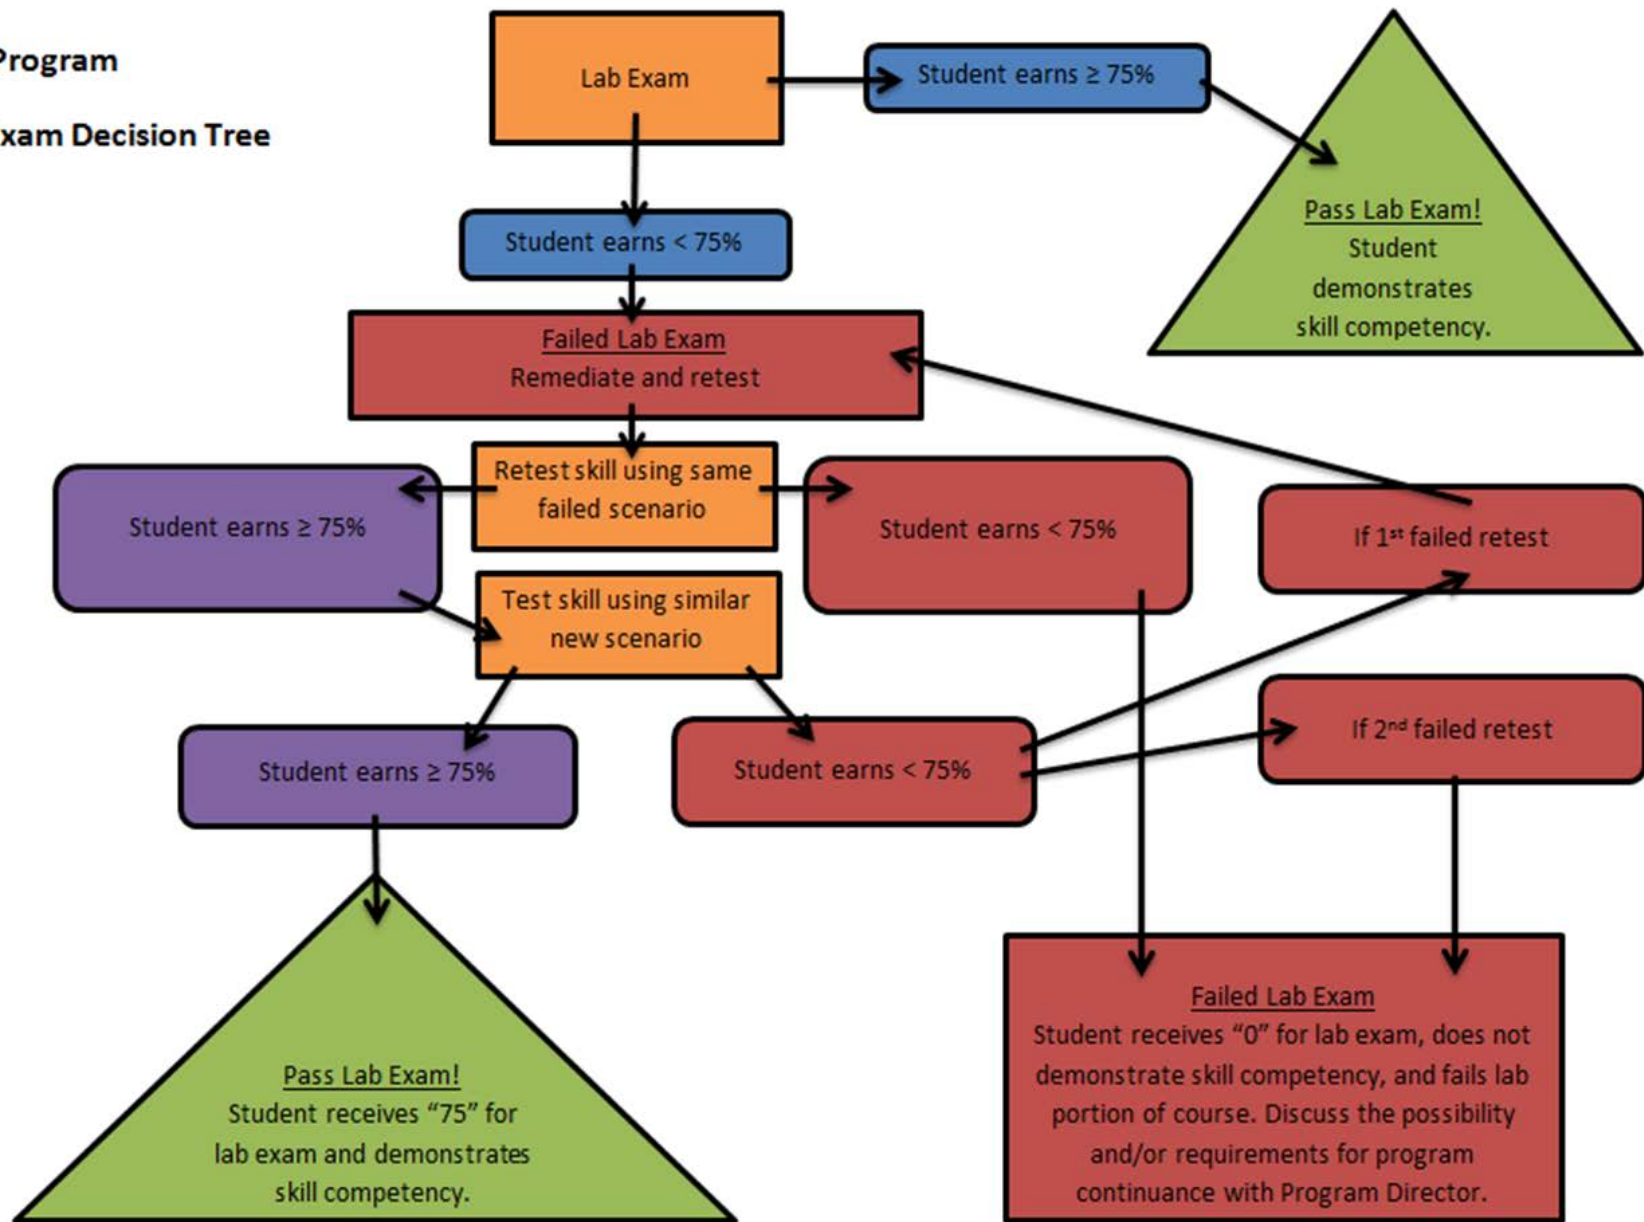 Program
xam Decision Tree
Lab Exam
Student earns ≥ 75%
Pass Lab Exam!
Student
demonstrates
skill competency.
Student earns < 75%
Failed Lab Exam
Remediate and retest
Retest skill using same
failed scenario
Student earns ≥ 75%
Student earns < 75%
If 1st failed retest
Test skill using similar
new scenario
Student earns ≥ 75%
Student earns < 75%
If 2nd failed retest
Pass Lab Exam!
Student receives “75” for
lab exam and demonstrates
skill competency.
Failed Lab Exam
Student receives “0” for lab exam, does not
demonstrate skill competency, and fails lab
portion of course. Discuss the possibility
and/or requirements for program
continuance with Program Director.